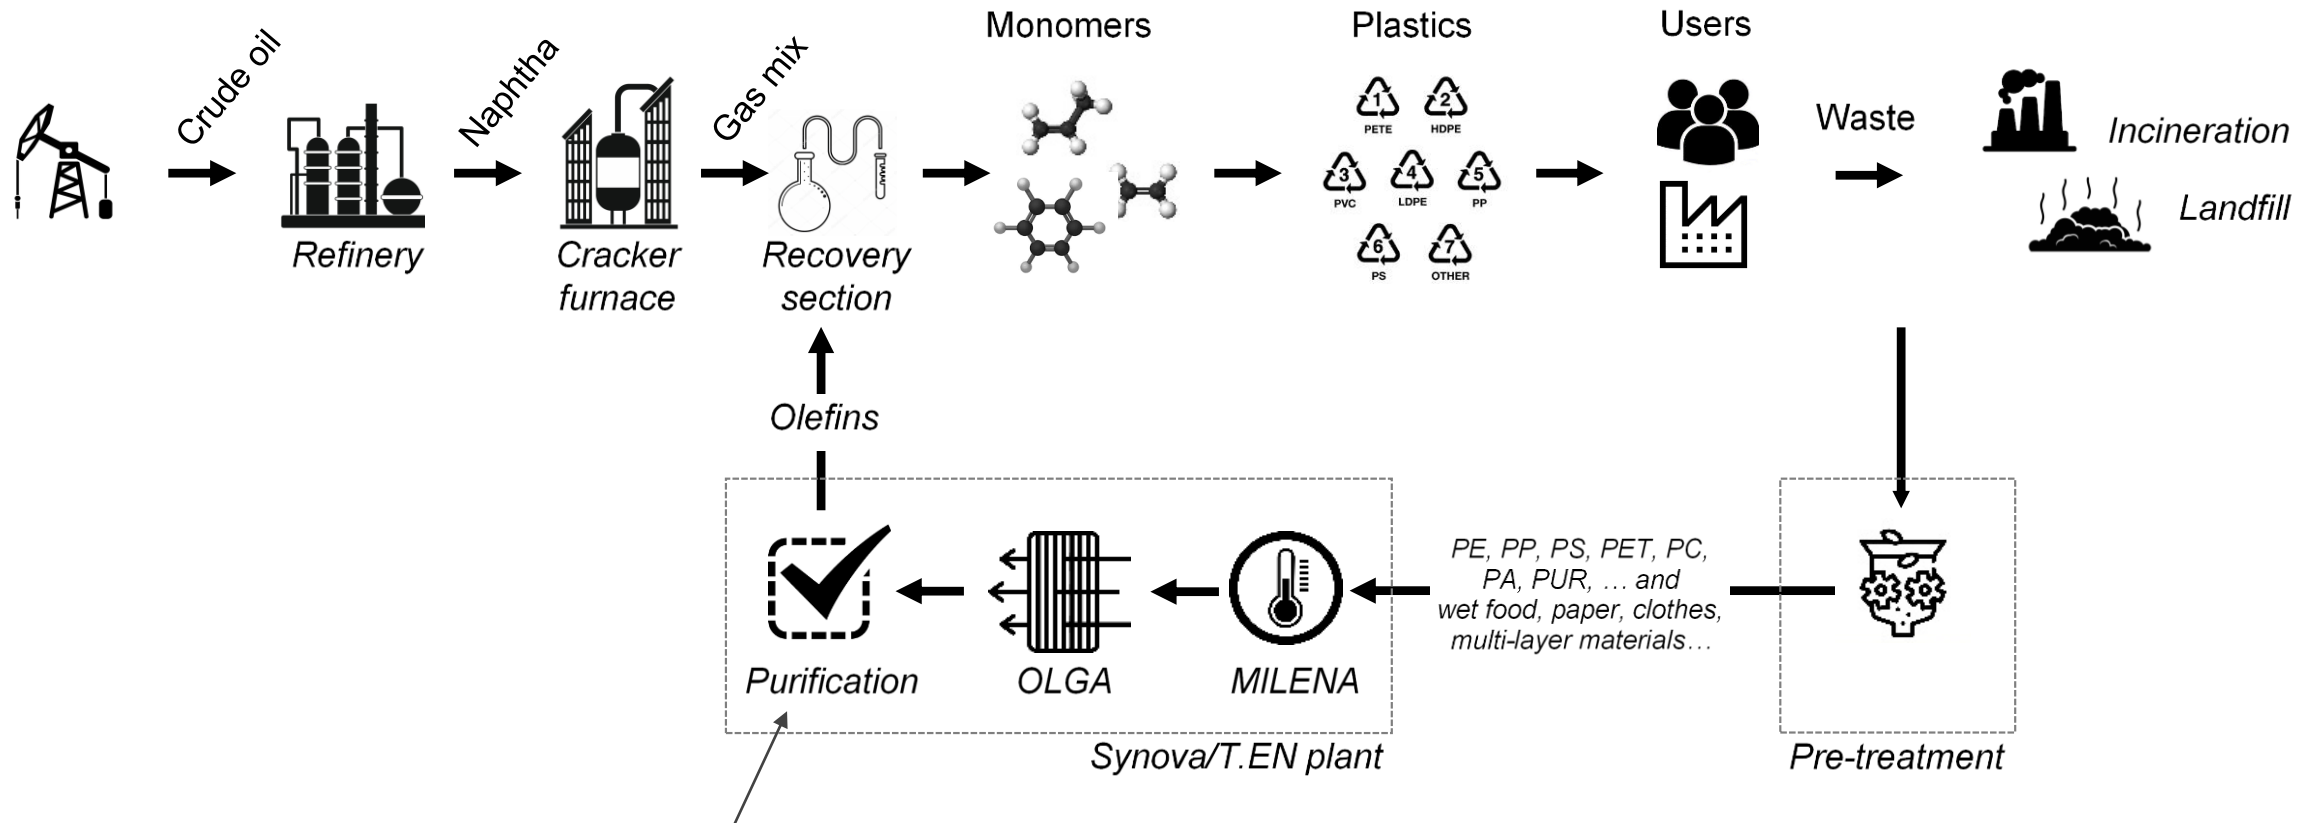 Monomers
Plastics
Users
Crude oil
Naphtha
Gas mix
Waste
Incineration
Landfill
1
PETE
2
HDPE
3
PVC
4
LDPE
5
PP
6
PS
7
OTHER
Refinery
Cracker
furnace
Recovery
section
Olefins
Purification
OLGA
MILENA
PE, PP, PS, PET, PC,
PA, PUR, … and
wet food, paper, clothes,
multi-layer materials…
Synova/T.EN plant
Pre-treatment